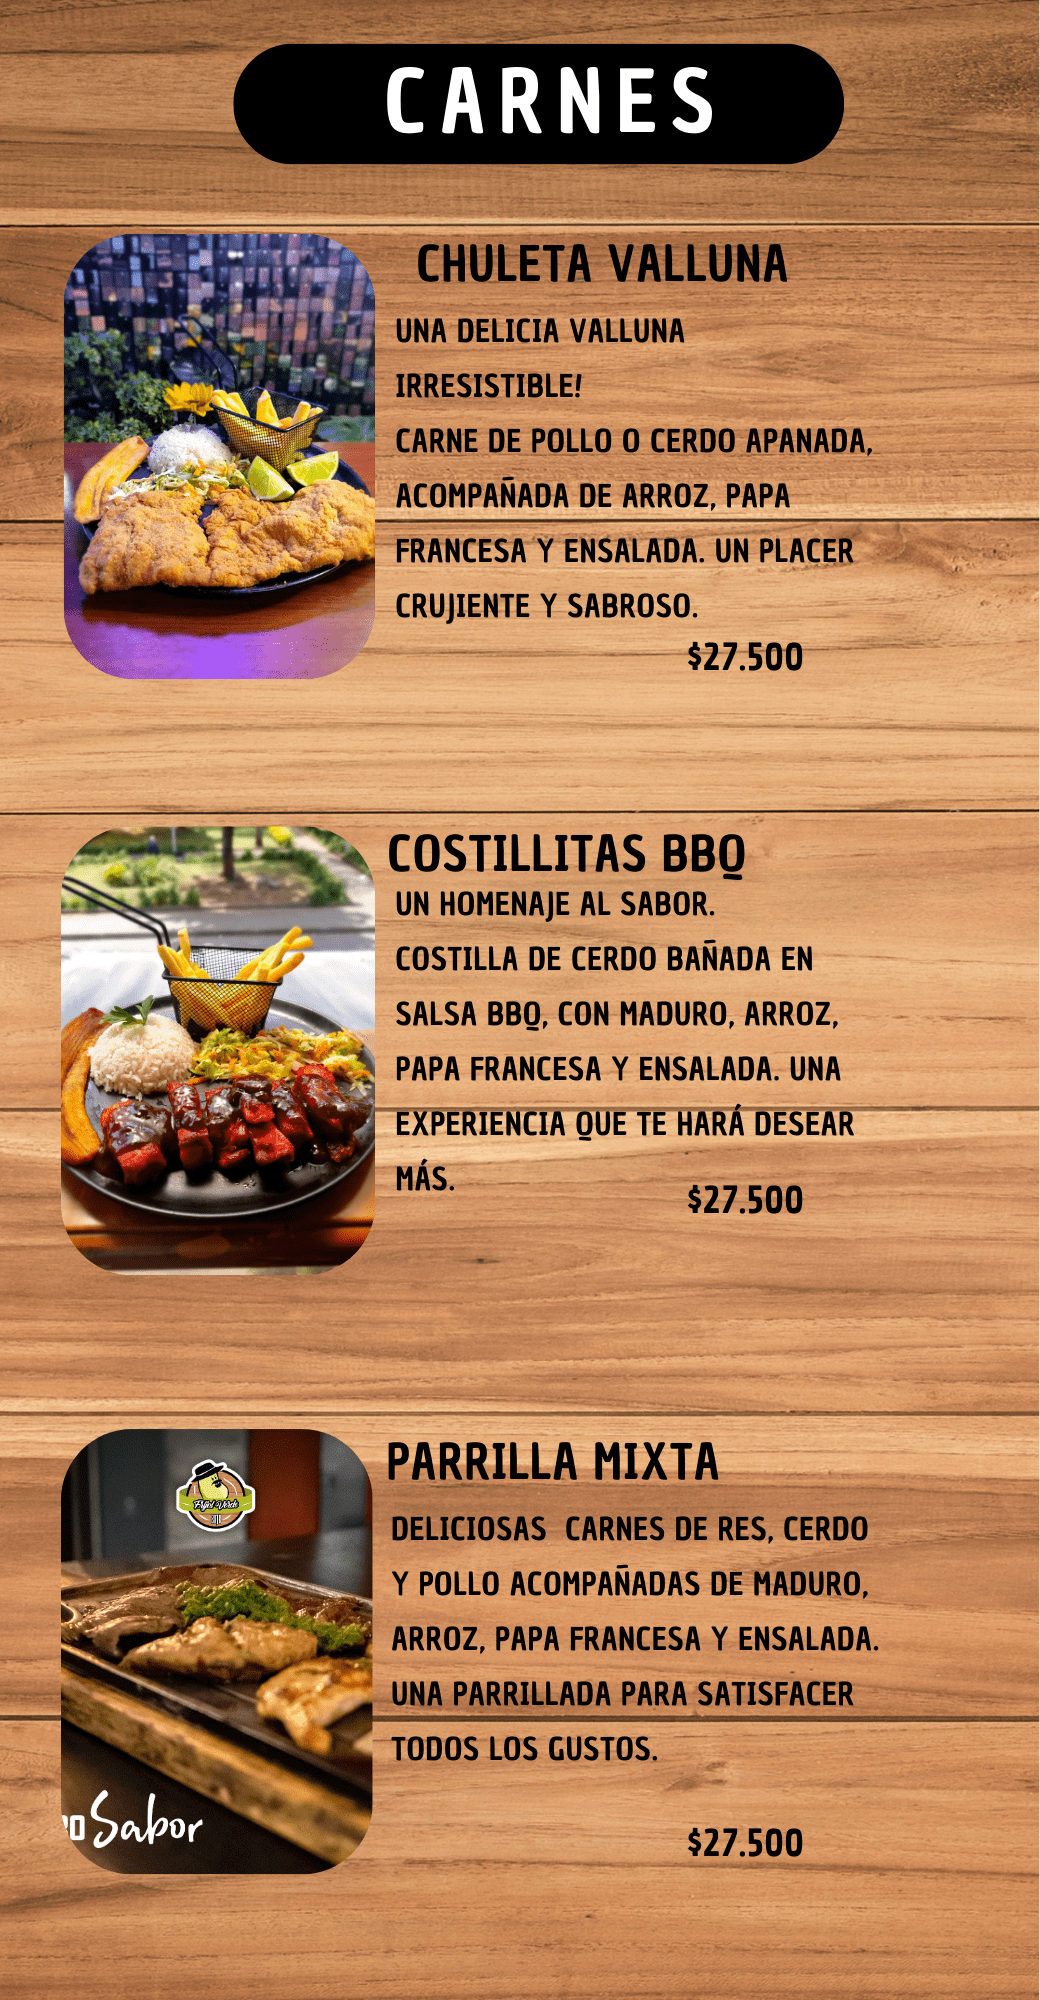 CARNES
CHULETA VALLUNA
UNA DELICIA VALLUNA
IRRESISTIBLE!
CARNE DE POLLO O CERDO APANADA,
ACOMPAÑADA DE ARROZ, PAPA
FRANCESA Y ENSALADA. UN PLACER
CRUJIENTE Y SABROSO.
$27.500
COSTILLITAS BBQ
UN HOMENAJE AL SABOR.
COSTILLA DE CERDO BAÑADA EN
SALSA BBQ, CON MADURO, ARROZ,
PAPA FRANCESA Y ENSALADA. UNA
EXPERIENCIA QUE TE HARÁ DESEAR
MÁS.
$27.500
PARRILLA MIXTA
DELICIOSAS  CARNES DE RES, CERDO
Y POLLO ACOMPAÑADAS DE MADURO,
ARROZ, PAPA FRANCESA Y ENSALADA.
UNA PARRILLADA PARA SATISFACER
TODOS LOS GUSTOS.
$27.500
Verde
Sabor